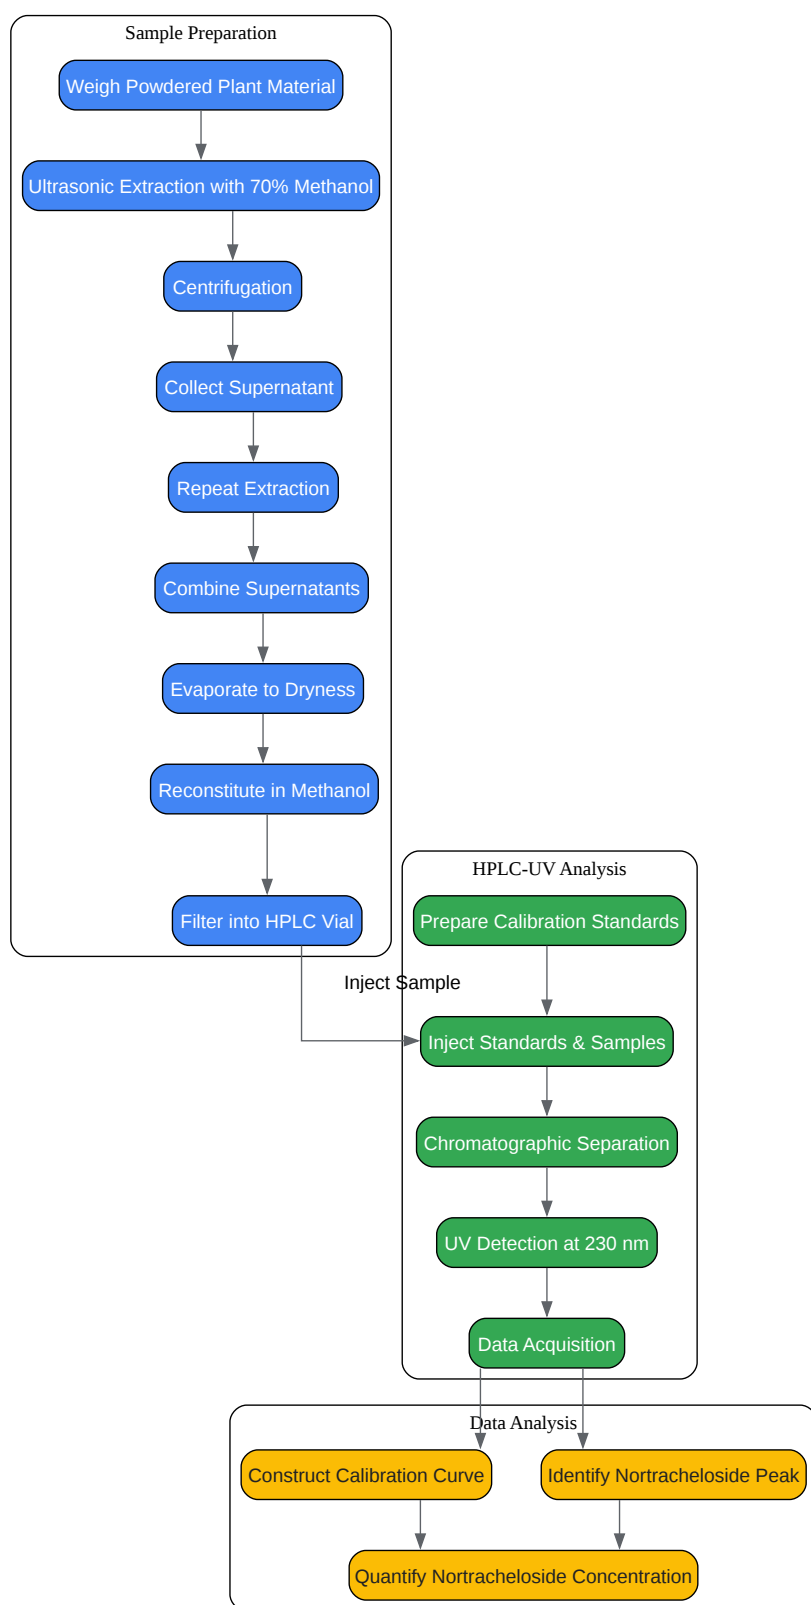 Sample Preparation
Weigh Powdered Plant Material
Ultrasonic Extraction with 70% Methanol
Centrifugation
Collect Supernatant
Repeat Extraction
Combine Supernatants
Evaporate to Dryness
Reconstitute in Methanol
Filter into HPLC Vial
HPLC-UV Analysis
Prepare Calibration Standards
Inject Sample
Inject Standards & Samples
Chromatographic Separation
UV Detection at 230 nm
Data Acquisition
Data Analysis
Construct Calibration Curve
Identify Nortracheloside Peak
Quantify Nortracheloside Concentration